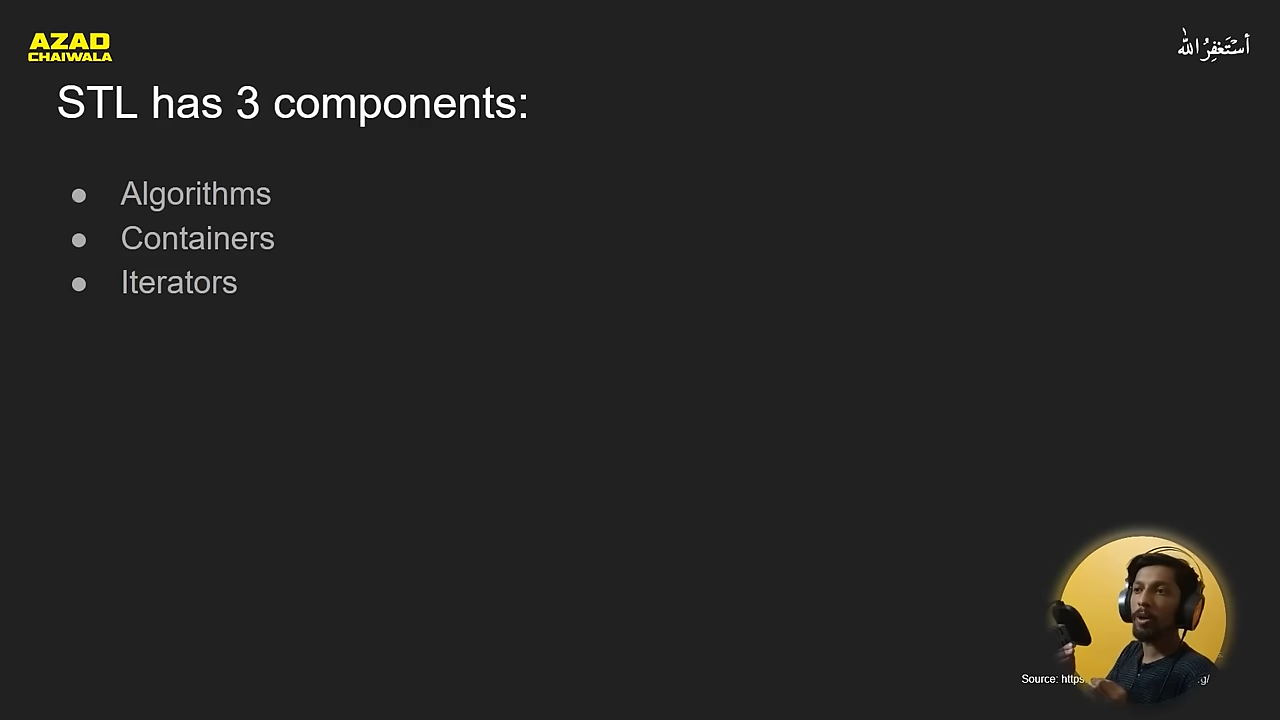 AZAD
CHAIWALA
أَسْتَغْفِرُ الله
STL has 3 components:
● Algorithms
● Containers
● Iterators
Source: https
g/